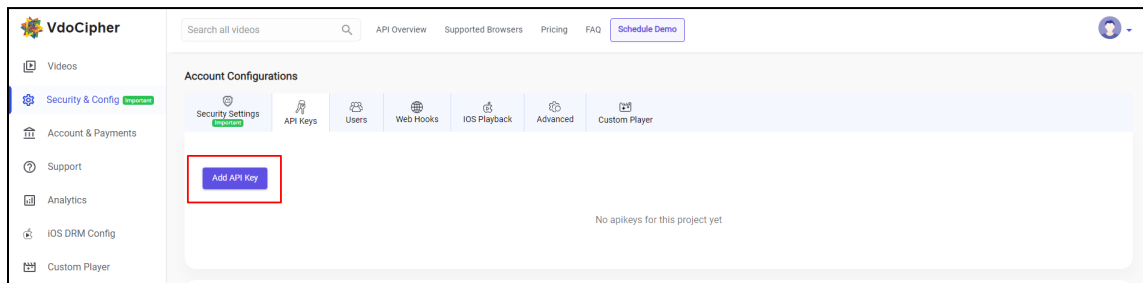 VdoCipher
Search all videos
API Overview
Supported Browsers
Pricing
FAQ
Schedule Demo
Videos
Security & Config Important
Account & Payments
Support
Analytics
iOS DRM Config
Custom Player
Account Configurations
Security Settings
Important
API Keys
Users
Web Hooks
IOS Playback
Advanced
Custom Player
Add API Key
No apikeys for this project yet